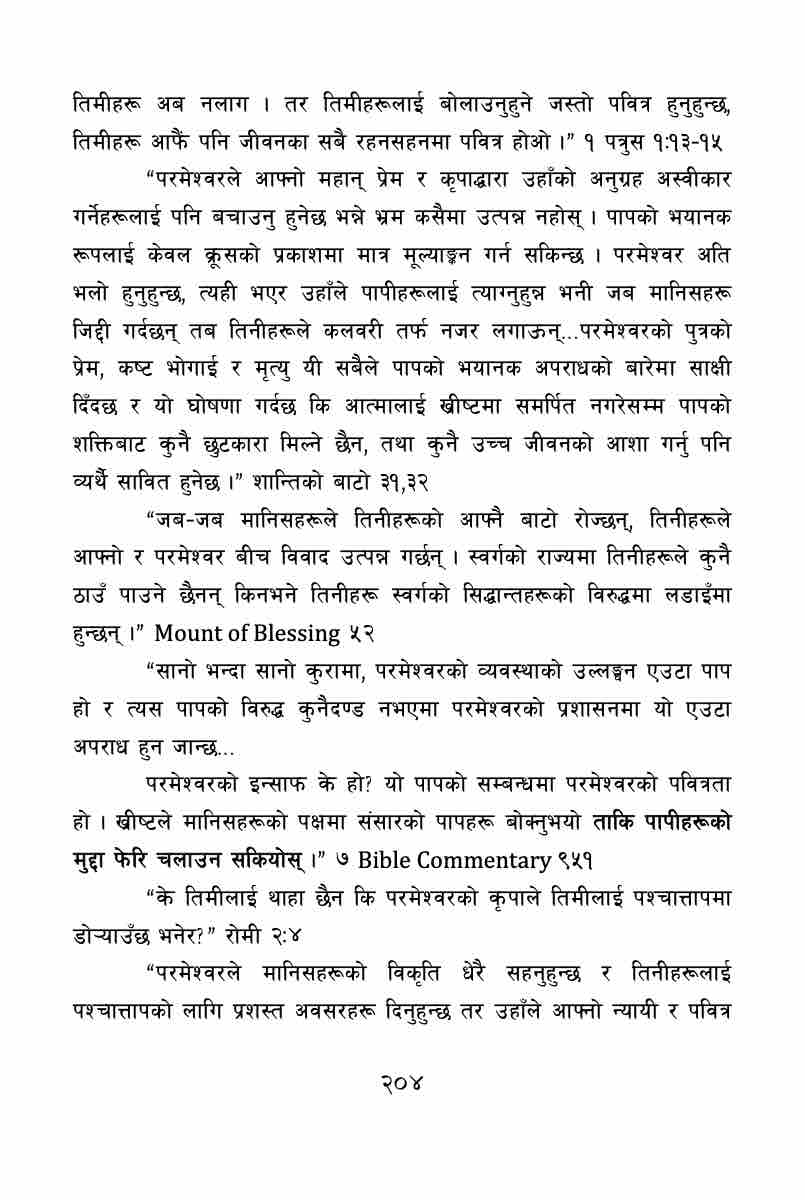 तिमीहरू अब नलाग । तर तिमीहरूलाई बोलाउनुहुने जस्तो पवित्र हुनुहुन्छ,
तिमीहरू आफैं पनि जीवनका सबै रहनसहनमा पवित्र होओ ।” १ पत्रुस १:१३-१५
“परमेश्वरले आफ्नो महान् प्रेम र कृपाद्धारा उहाँको अनुग्रह अस्वीकार
गर्नेहरूलाई पनि बचाउनु हुनेछ भन्ने भ्रम कसैमा उत्पन्न नहोस् । पापको भयानक
रूपलाई केवल क्रूसको प्रकाशमा मात्र मूल्याङ्कन गर्न सकिन्छ । परमेश्वर अति
भलो हुनुहुन्छ, त्यही भएर उहाँले पापीहरूलाई त्याग्नुहुन्न भनी जब मानिसहरू
जिद्दी गर्दछन् तब तिनीहरूले कलवरी तर्फ नजर लगाऊन्...परमेश्वरको पुत्रको
प्रेम, कष्ट भोगाई र मृत्यु यी सबैले पापको भयानक अपराधको बारेमा साक्षी
दिँदछ र यो घोषणा गर्दछ कि आत्मालाई ख्रीष्टमा समर्पित नगरेसम्म पापको
शक्तिबाट कुनै छुटकारा मिल्ने छैन, तथा कुनै उच्च जीवनको आशा गर्नु पनि
व्यर्थै सावित हुनेछ ।” शान्तिको बाटो ३१,३२
“जब-जब मानिसहरूले तिनीहरूको आफ्नै बाटो रोज्छन्, तिनीहरूले
आफ्नो र परमेश्वर बीच विवाद उत्पन्न गर्छन् । स्वर्गको राज्यमा तिनीहरूले कुनै
ठाउँ पाउने छैनन् किनभने तिनीहरू स्वर्गको सिद्धान्तहरूको विरुद्धमा लडाइँमा
हुन्छन् ।” Mount of Blessing ५२
“सानो भन्दा सानो कुरामा, परमेश्वरको व्यवस्थाको उल्लङ्घन एउटा पाप
हो र त्यस पापको विरुद्ध कुनैदण्ड नभएमा परमेश्वरको प्रशासनमा यो एउटा
अपराध हुन जान्छ...
परमेश्वरको इन्साफ के हो? यो पापको सम्बन्धमा परमेश्वरको पवित्रता
हो । ख्रीष्टले मानिसहरूको पक्षमा संसारको पापहरू बोक्नुभयो ताकि पापीहरूको
मुद्दा फेरि चलाउन सकियोस् ।” ७ Bible Commentary ९५१
“के तिमीलाई थाहा छैन कि परमेश्वरको कृपाले तिमीलाई पश्चात्तापमा
डोऱ्याउँछ भनेर?” रोमी २:४
“परमेश्वरले मानिसहरूको विकृति धेरै सहनुहुन्छ र तिनीहरूलाई
पश्चात्तापको लागि प्रशस्त अवसरहरू दिनुहुन्छ तर उहाँले आफ्नो न्यायी र पवित्र
२०४